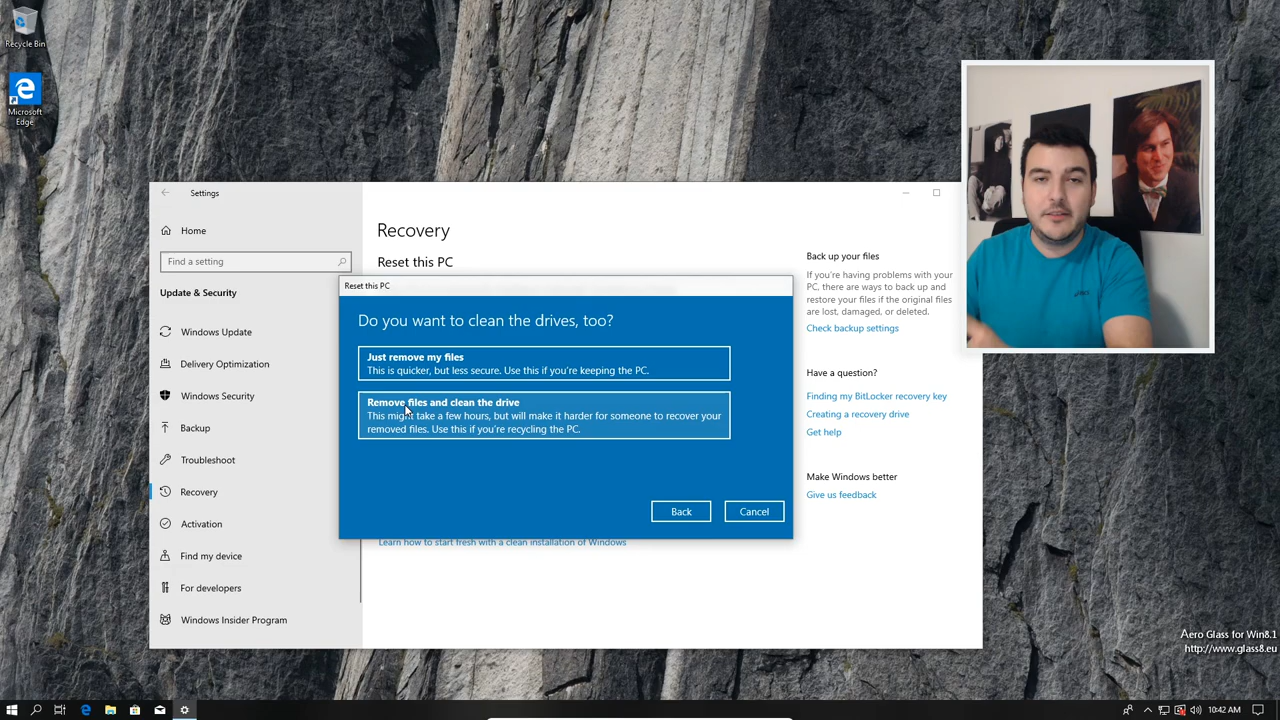 Recycle Bin
Microsoft
Edge
Settings
Home
Find a setting
Update & Security
Windows Update
Delivery Optimization
Windows Security
Backup
Troubleshoot
Recovery
Activation
Find my device
For developers
Windows Insider Program
Recovery
Reset this PC
Reset this PC
Do you want to clean the drives, too?
Just remove my files
This is quicker, but less secure. Use this if you're keeping the PC.
Remove files and clean the drive
This might take a few hours, but will make it harder for someone to recover your
removed files. Use this if you're recycling the PC.
Back
Cancel
Learn how to start fresh with a clean installation of Windows
Back up your files
If you're having problems with your
PC, there are ways to back up and
restore your files if the original files
are lost, damaged, or deleted.
Check backup settings
Have a question?
Finding my BitLocker recovery key
Creating a recovery drive
Get help
Make Windows better
Give us feedback
Aero Glass for Win8.1
http://www.glass8.eu
10:42 AM